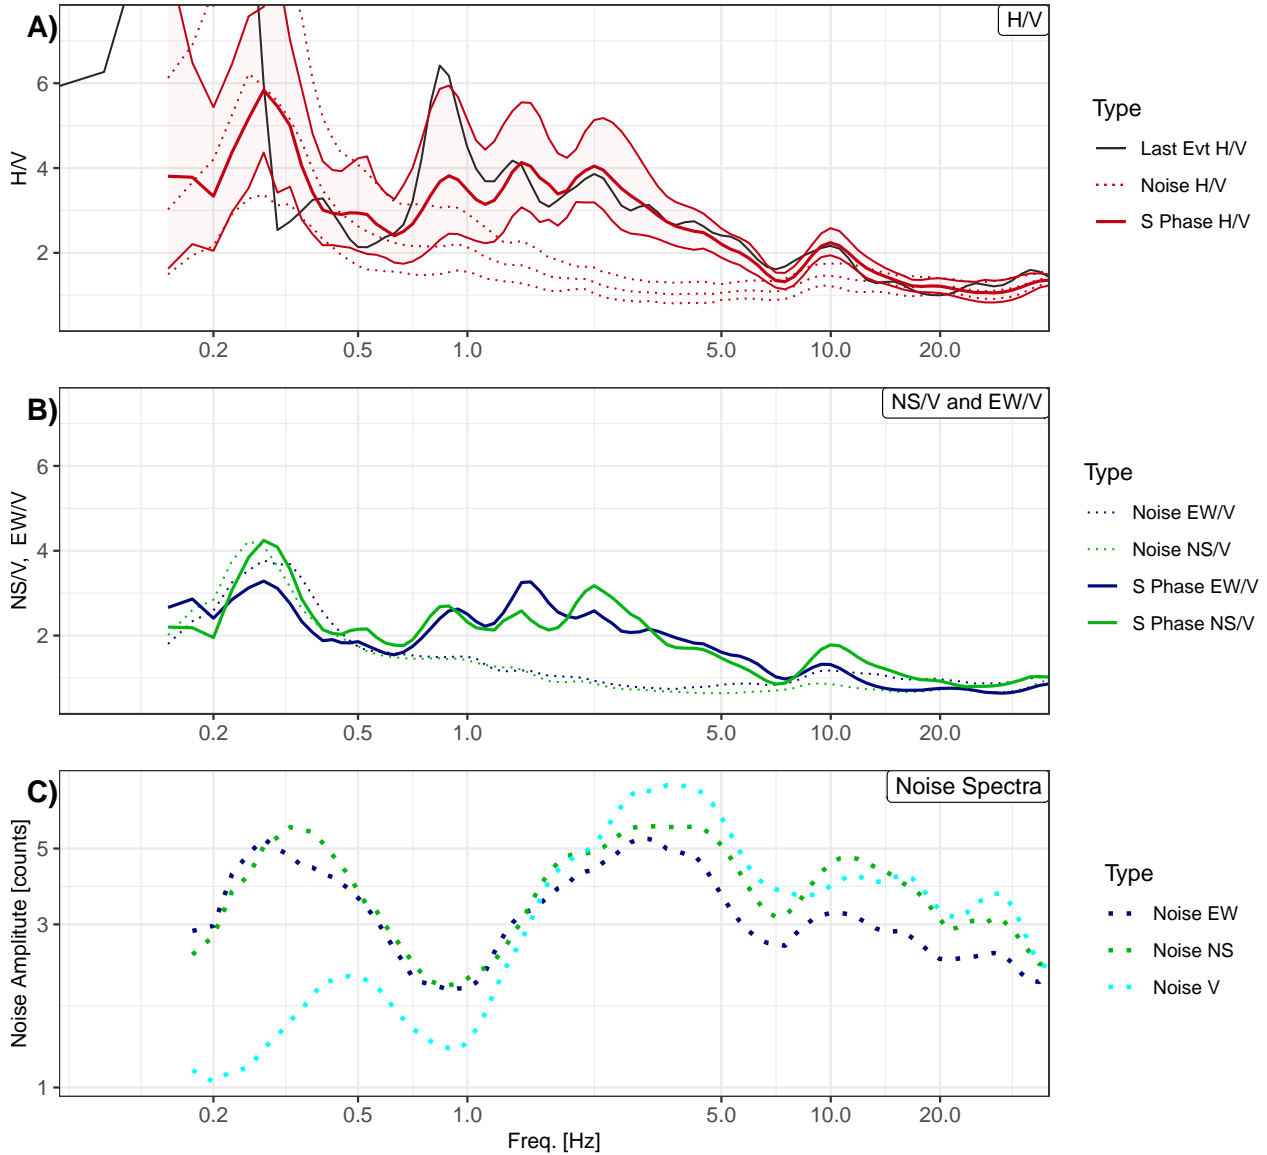 A)
H/V
6
4
2
H/V
0.2
0.5
1.0
5.0
10.0
20.0
Type
Last Evt H/V
Noise H/V
S Phase H/V
B)
NS/V and EW/V
6
4
2
NS/V, EW/V
0.2
0.5
1.0
5.0
10.0
20.0
Type
Noise EW/V
Noise NS/V
S Phase EW/V
S Phase NS/V
C)
Noise Spectra
5
3
1
Noise Amplitude [counts]
0.2
0.5
1.0
5.0
10.0
20.0
Freq. [Hz]
Type
Noise EW
Noise NS
Noise V